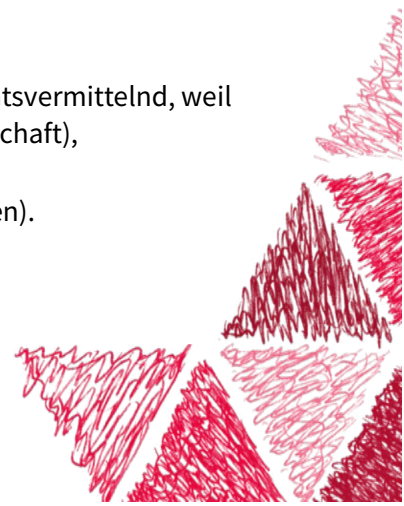 tsvermittelnd, weil
chaft),
en).